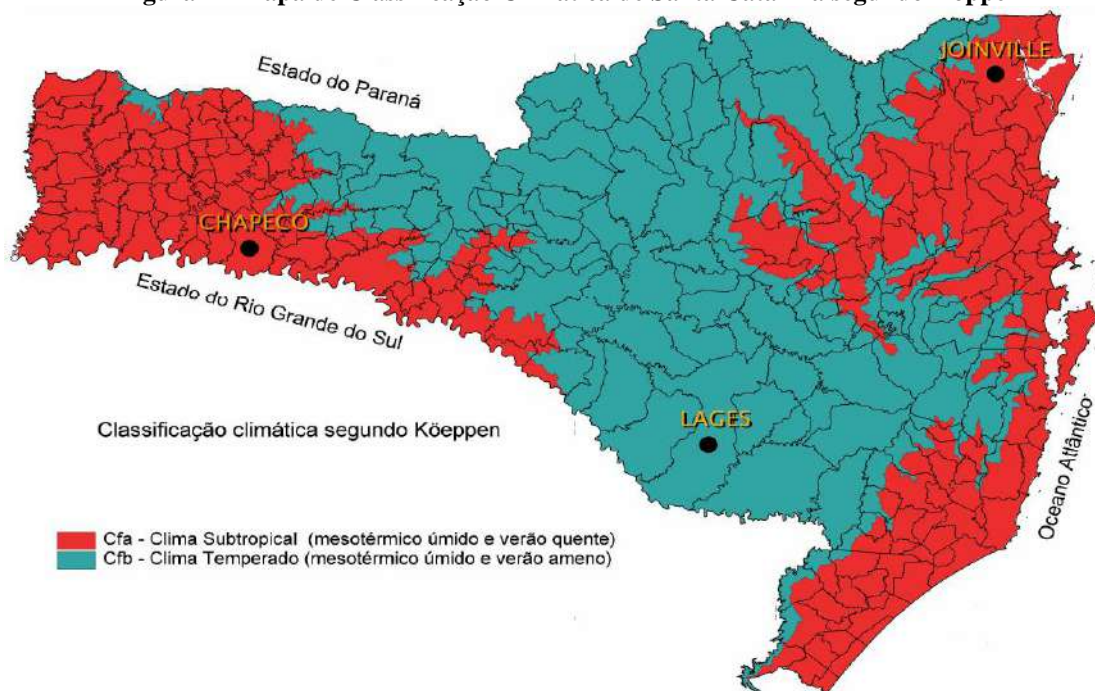 JOINVILLE
Estado do Paraná
CHAPECÓ
Estado do Rio Grande do Sul
LAGES
Classificação climática segundo Köeppen
Oceano Atlântico
Cfa - Clima Subtropical (mesotérmico úmido e verão quente)
Cfb - Clima Temperado (mesotérmico úmido e verão ameno)